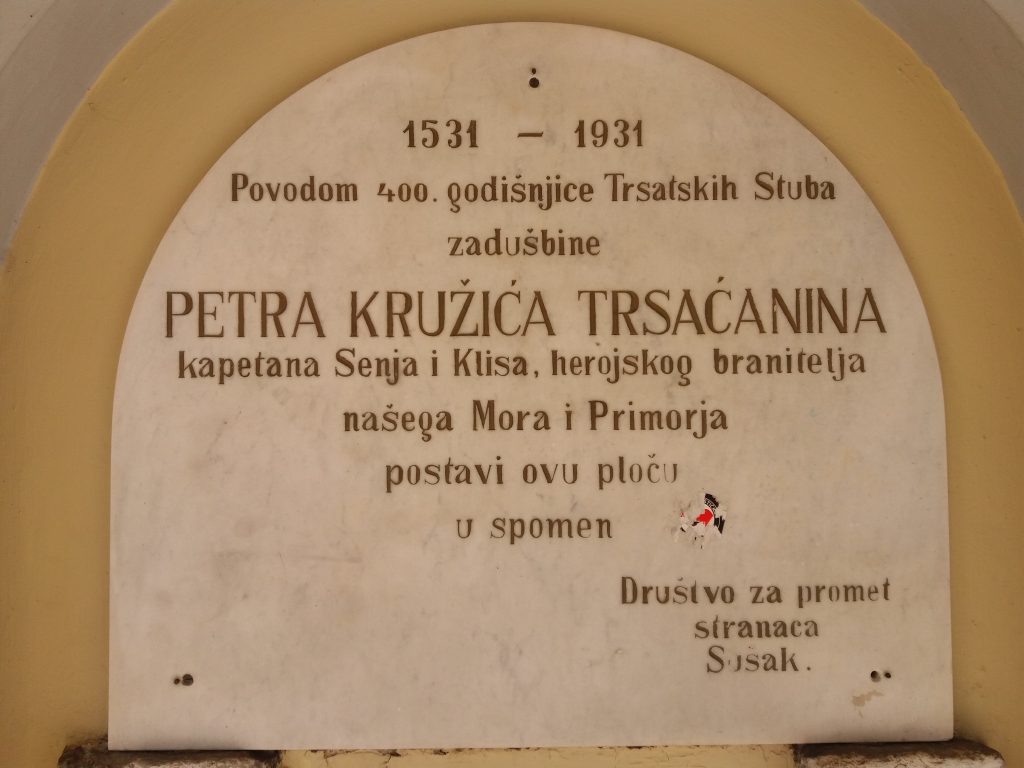 1531 – 1931
Povodom 400. godišnjice Trsatskih Stuba
zadušbine
PETRA KRUŽIĆA TRSAĆANINA
kapetana Senja i Klisa, herojskog branitelja
našega Mora i Primorja
postavi ovu ploču
u spomen
Društvo za promet
stranaca
Sušak.